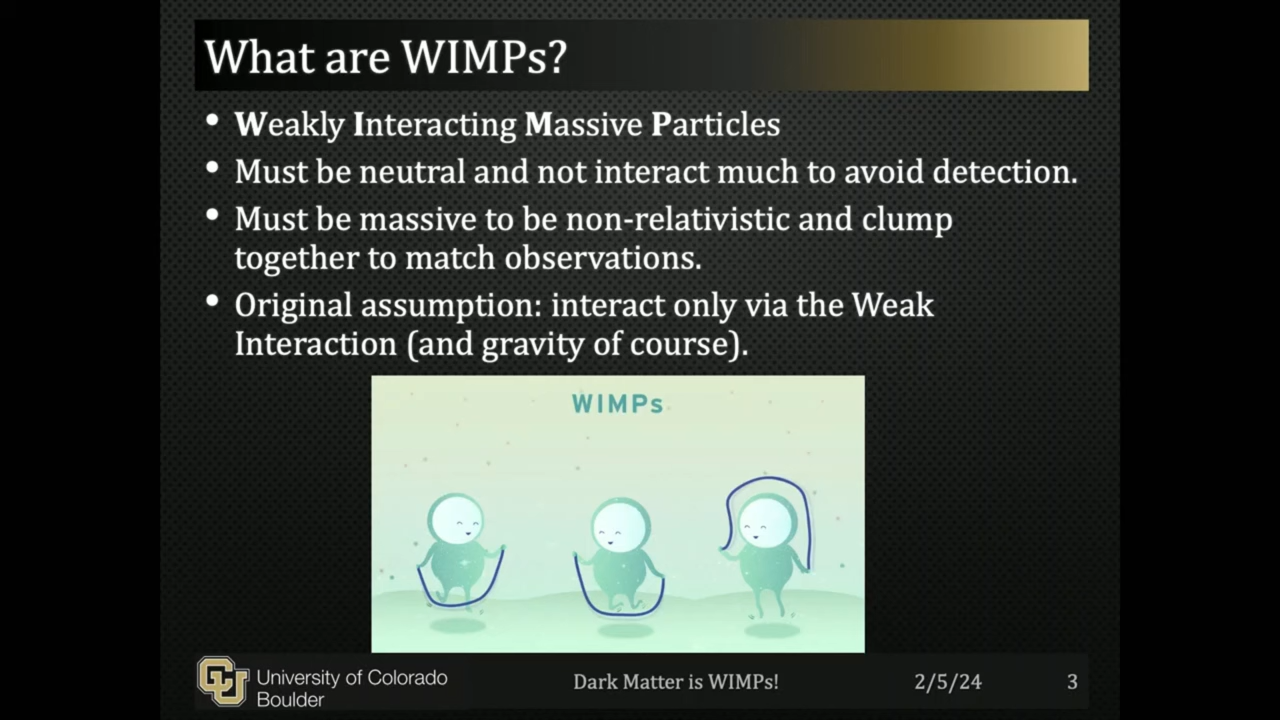 What are WIMPs?
• Weakly Interacting Massive Particles
• Must be neutral and not interact much to avoid detection.
• Must be massive to be non-relativistic and clump
together to match observations.
• Original assumption: interact only via the Weak
Interaction (and gravity of course).
WIMPs
CU
University of Colorado
Boulder
Dark Matter is WIMPs!
2/5/24
3